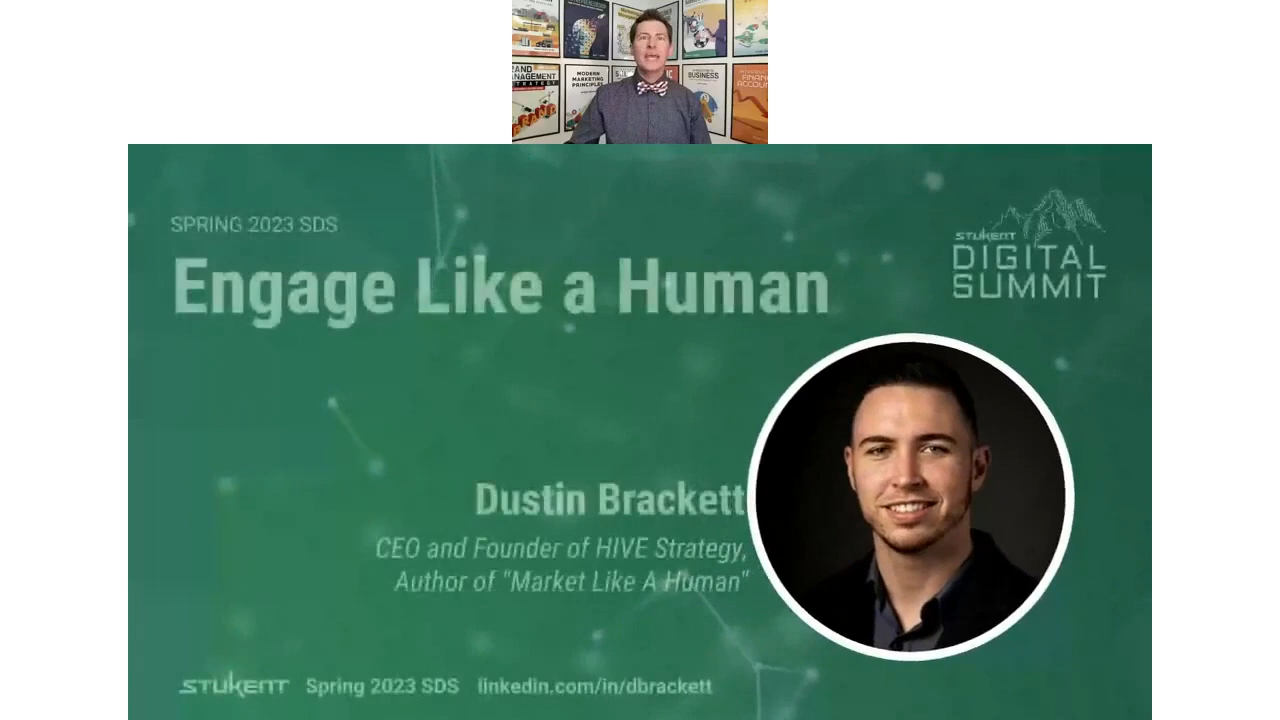 MODERN
MARKETING
PRINCIPLES
BUSINESS
SPRING 2023 SDS
Engage Like a Human
STUKENT
DIGITAL
SUMMIT
Dustin Brackett
CEO and Founder of HIVE Strategy,
Author of "Market Like A Human"
STUKENT Spring 2023 SDS linkedin.com/in/dbrackett